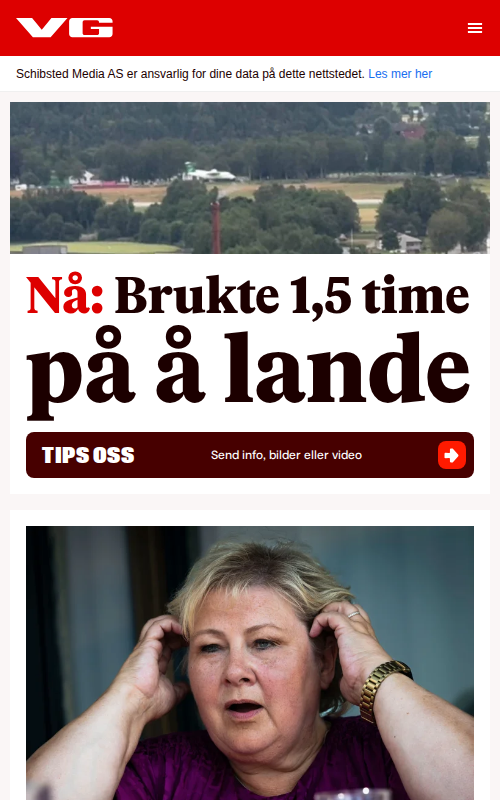 VG
Schibsted Media AS er ansvarlig for dine data på dette nettstedet. Les mer her
Nå: Brukte 1,5 time
på å lande
TIPS OSS
Send info, bilder eller video